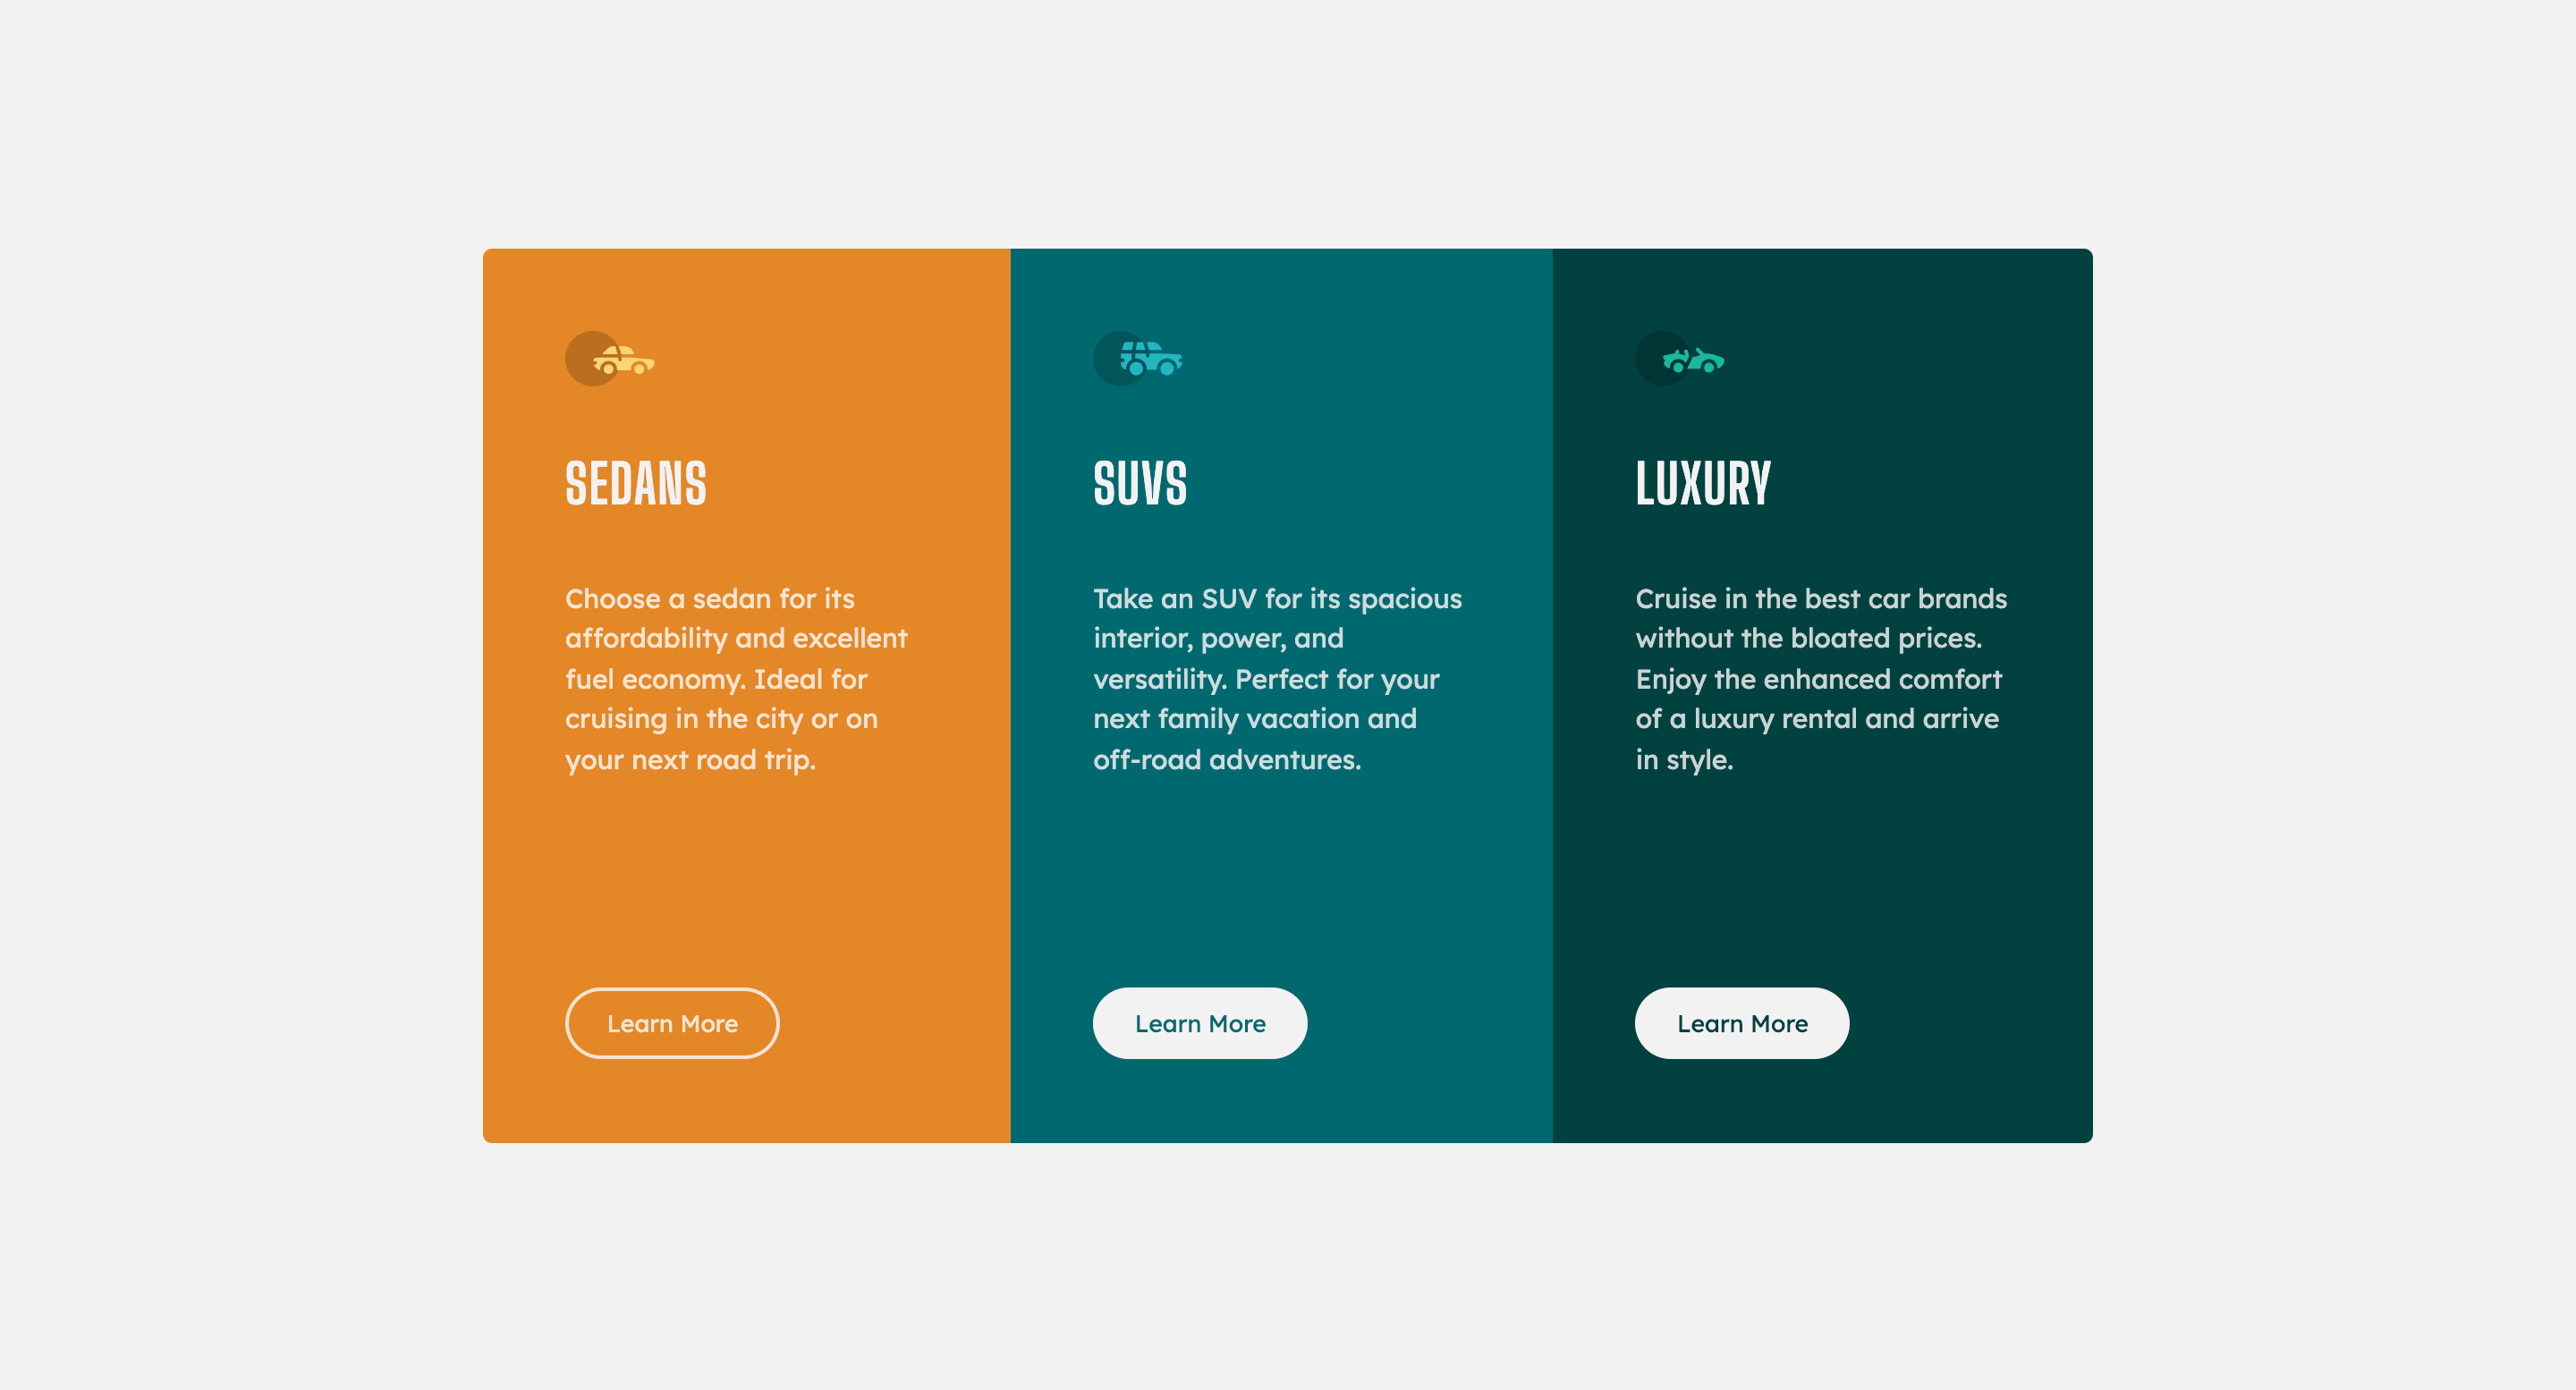 SEDANS
Choose a sedan for its
affordability and excellent
fuel economy. Ideal for
cruising in the city or on
your next road trip.
Learn More
SUVS
Take an SUV for its spacious
interior, power, and
versatility. Perfect for your
next family vacation and
off-road adventures.
Learn More
LUXURY
Cruise in the best car brands
without the bloated prices.
Enjoy the enhanced comfort
of a luxury rental and arrive
in style.
Learn More